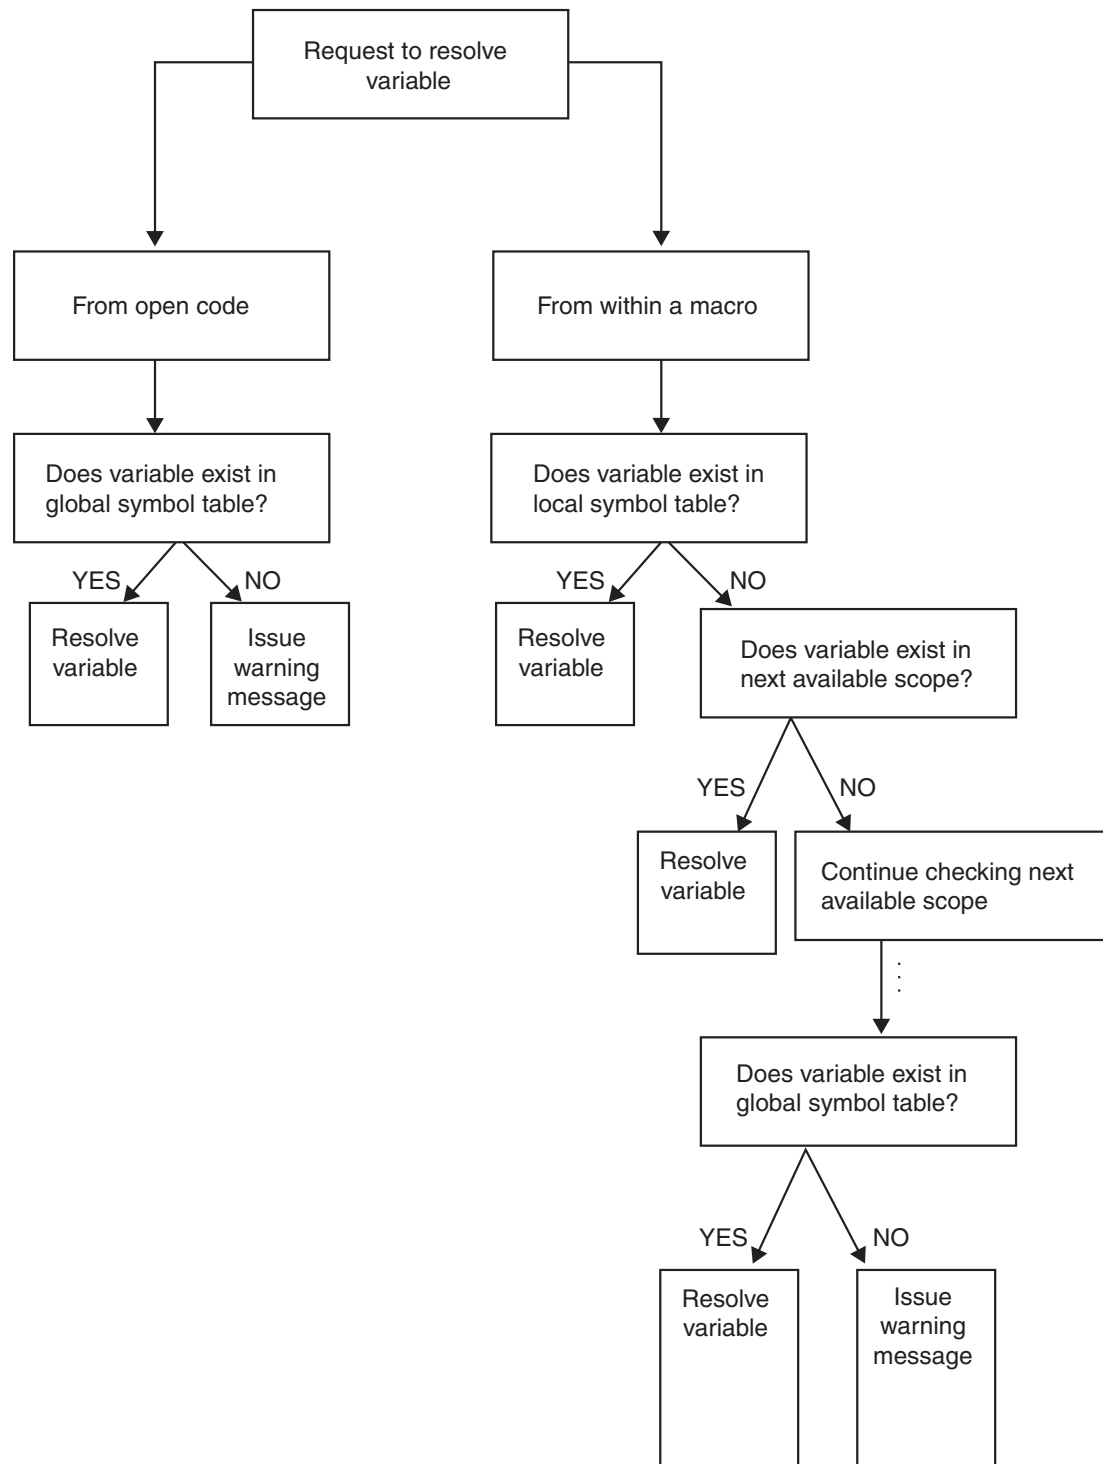 Request to resolve
variable
From open code
From within a macro
Does variable exist in
global symbol table?
Does variable exist in
local symbol table?
YES
NO
YES
NO
Resolve
variable
Issue
warning
message
Resolve
variable
Does variable exist in
next available scope?
YES
NO
Resolve
variable
Continue checking next
available scope
...
Does variable exist in
global symbol table?
YES
NO
Resolve
variable
Issue
warning
message